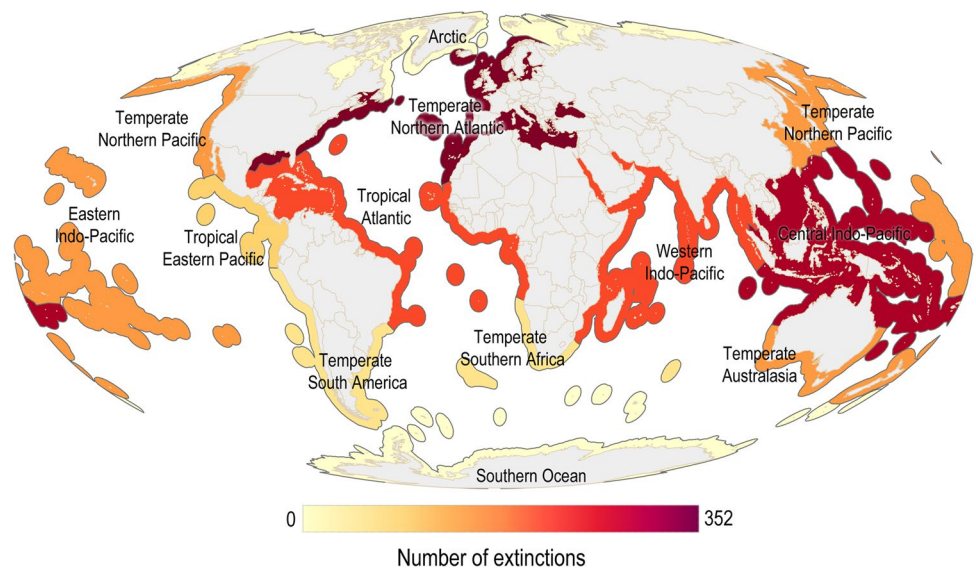 Arctic
Temperate
Northern Pacific
Temperate
Northern Atlantic
Temperate
Northern Pacific
Eastern
Indo-Pacific
Tropical
Eastern Pacific
Tropical
Atlantic
Western
Indo-Pacific
Central Indo-Pacific
Temperate
South America
Temperate
Southern Africa
Temperate
Australasia
Southern Ocean
0
352
Number of extinctions